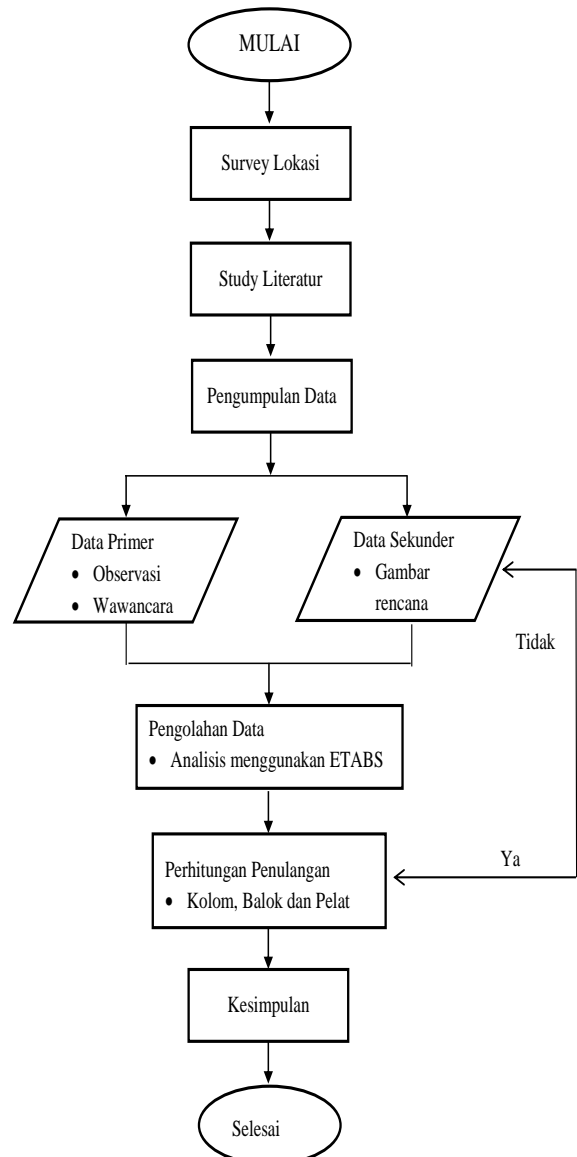 MULAI
Survey Lokasi
Study Literatur
Pengumpulan Data
Data Primer
• Observasi
• Wawancara
Data Sekunder
• Gambar
rencana
Tidak
Pengolahan Data
• Analisis menggunakan ETABS
Perhitungan Penulangan
• Kolom, Balok dan Pelat
Ya
Kesimpulan
Selesai